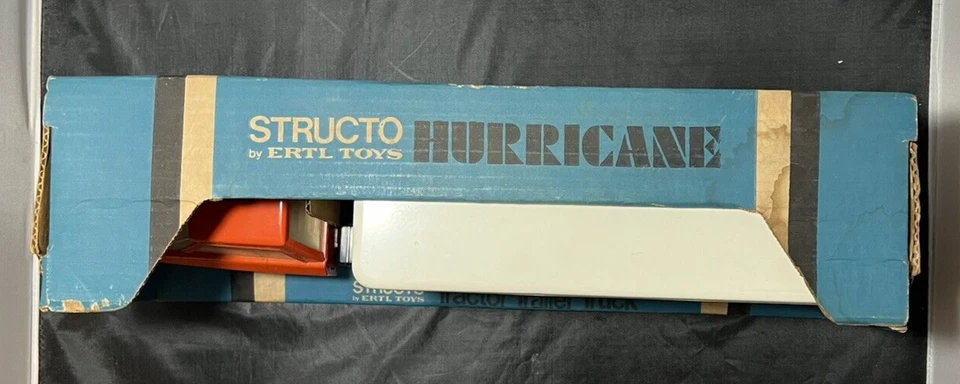 STRUCTO HURRICANE
by ERTL TOYS
STRUCTO
by ERTL TOYS
Tractor Trailer Truck